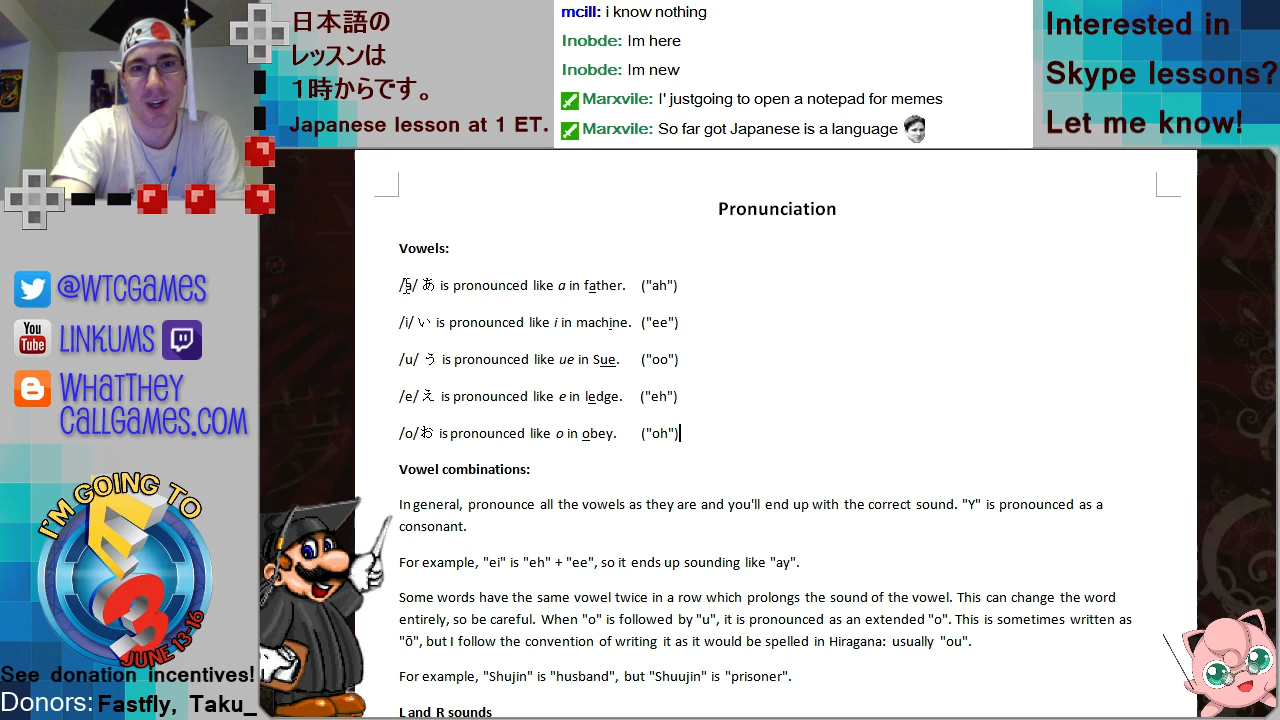 日本語の
レッスンは
１時からです。
Japanese lesson at 1 ET.
mcill: i know nothing
Inobde: Im here
Inobde: Im new
Marxvile: I' justgoing to open a notepad for memes
Marxvile: So far got Japanese is a language
Interested in
Skype lessons?
Let me know!
Pronunciation
Vowels:
/a/ あ is pronounced like a in father. ("ah")
/i/ い is pronounced like i in machine. ("ee")
/u/ う is pronounced like ue in Sue. ("oo")
/e/ え is pronounced like e in ledge. ("eh")
/o/ お is pronounced like o in obey. ("oh")
Vowel combinations:
In general, pronounce all the vowels as they are and you'll end up with the correct sound. "Y" is pronounced as a
consonant.
For example, "ei" is "eh" + "ee", so it ends up sounding like "ay".
Some words have the same vowel twice in a row which prolongs the sound of the vowel. This can change the word
entirely, so be careful. When "o" is followed by "u", it is pronounced as an extended "o". This is sometimes written as
"ō", but I follow the convention of writing it as it would be spelled in Hiragana: usually "ou".
For example, "Shujin" is "husband", but "Shuujin" is "prisoner".
L and R sounds
@WTCGames
You
Tube
Linkums
WhatThey
CallGames.com
I'M GOING TO
E3
JUNE 13-16
See donation incentives!
Donors: Fastfly, Taku_